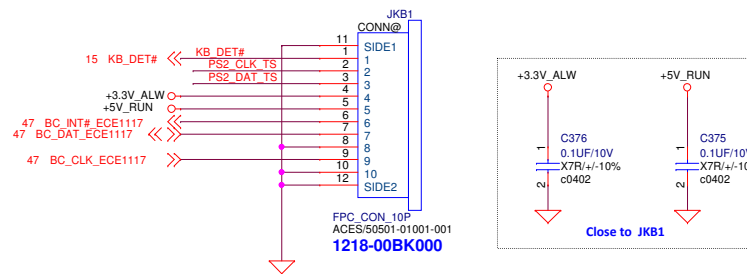 JKB1
CONN@
11 SIDE1
15 KB_DET# KB_DET# 1 1
PS2_CLK_TS 2 2
PS2_DAT_TS 3 3
+3.3V_ALW 4 4
+5V_RUN 5 5
47 BC_INT#_ECE1117 6 6
47 BC_DAT_ECE1117 7 7
8 8
47 BC_CLK_ECE1117 9 9
10 10
12 SIDE2
FPC_CON_10P
ACES/50501-01001-001
1218-00BK000
+3.3V_ALW
1
C376
0.1UF/10V
X7R/+/-10%
2 c0402
+5V_RUN
1
C375
0.1UF/10V
X7R/+/-10%
2 c0402
Close to JKB1